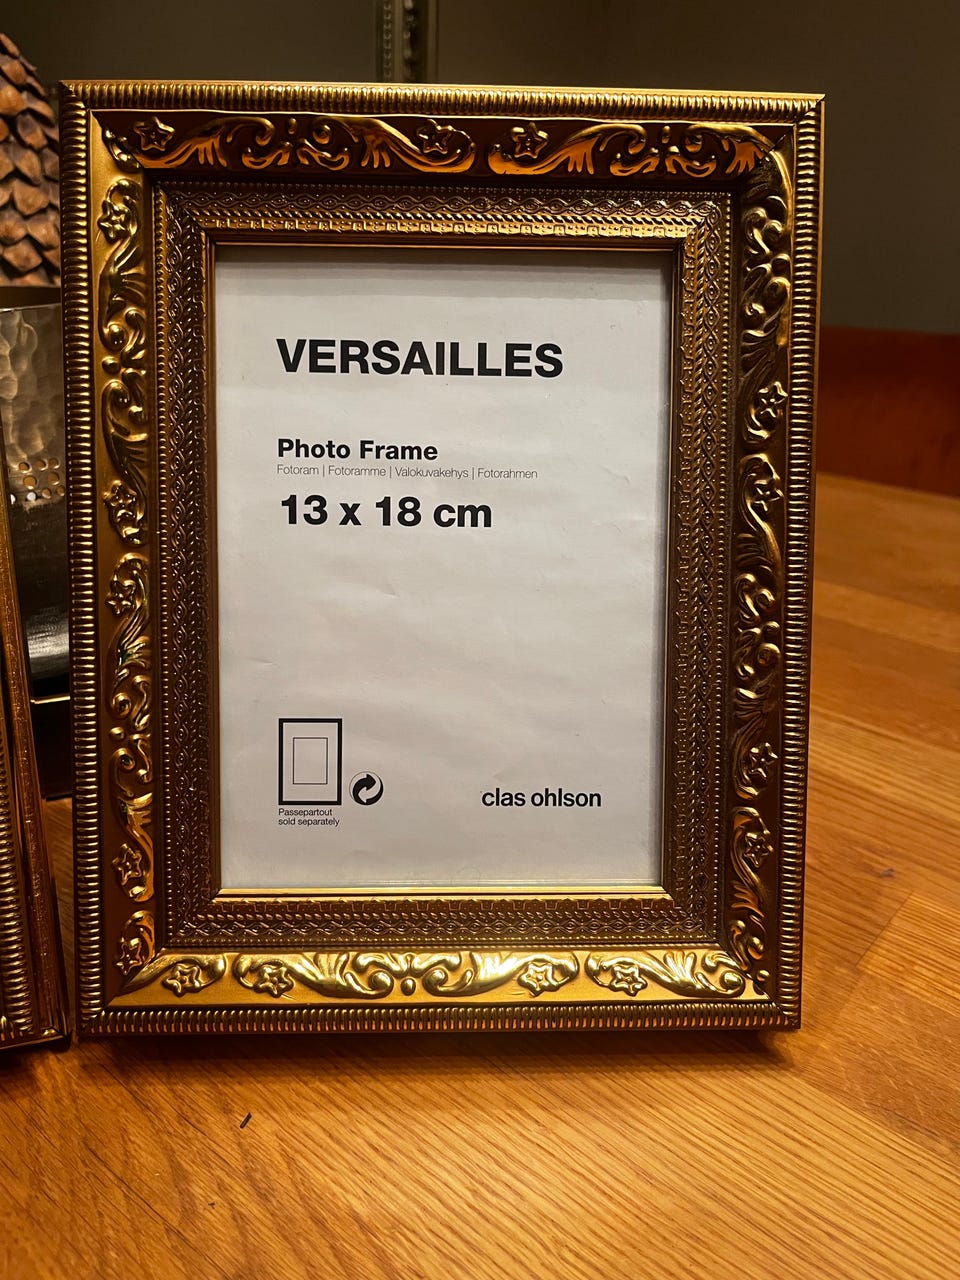 VERSAILLES
Photo Frame
Fotoram | Fotoramme | Valokuvakehys | Fotorahmen
13 x 18 cm
Passepartout
sold separately
clas ohlson